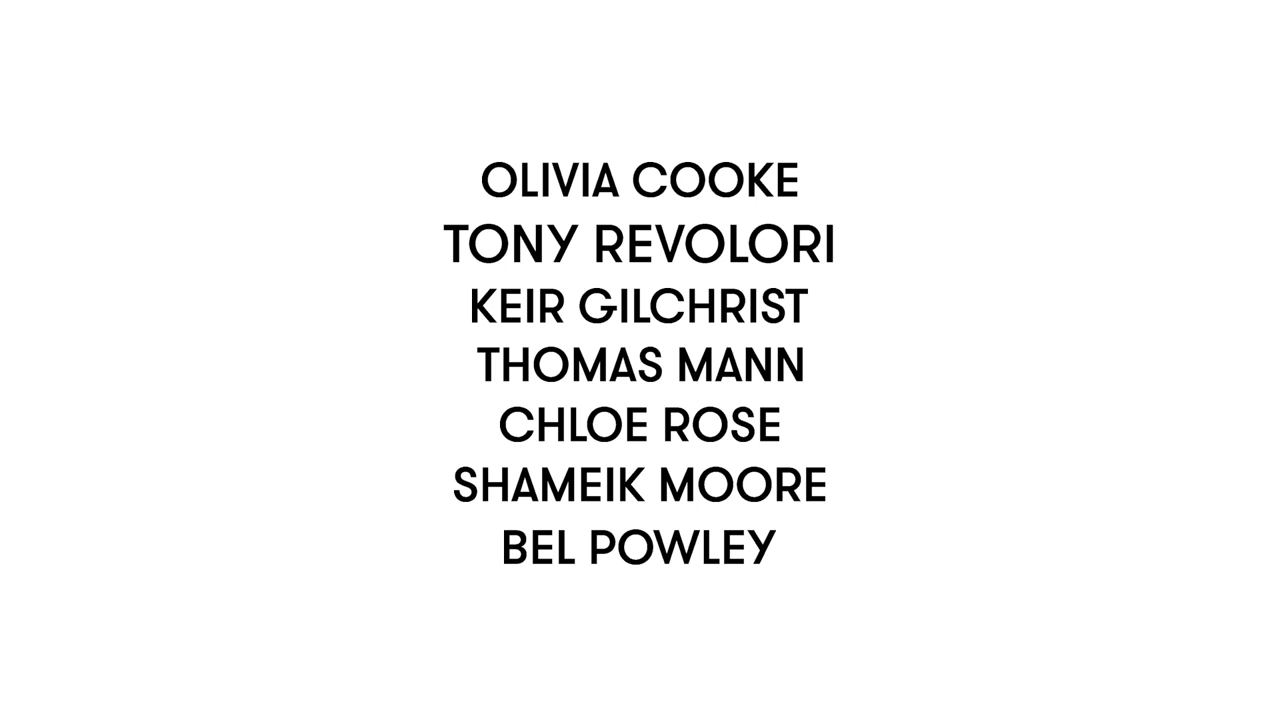 OLIVIA COOKE
TONY REVOLORI
KEIR GILCHRIST
THOMAS MANN
CHLOE ROSE
SHAMEIK MOORE
BEL POWLEY